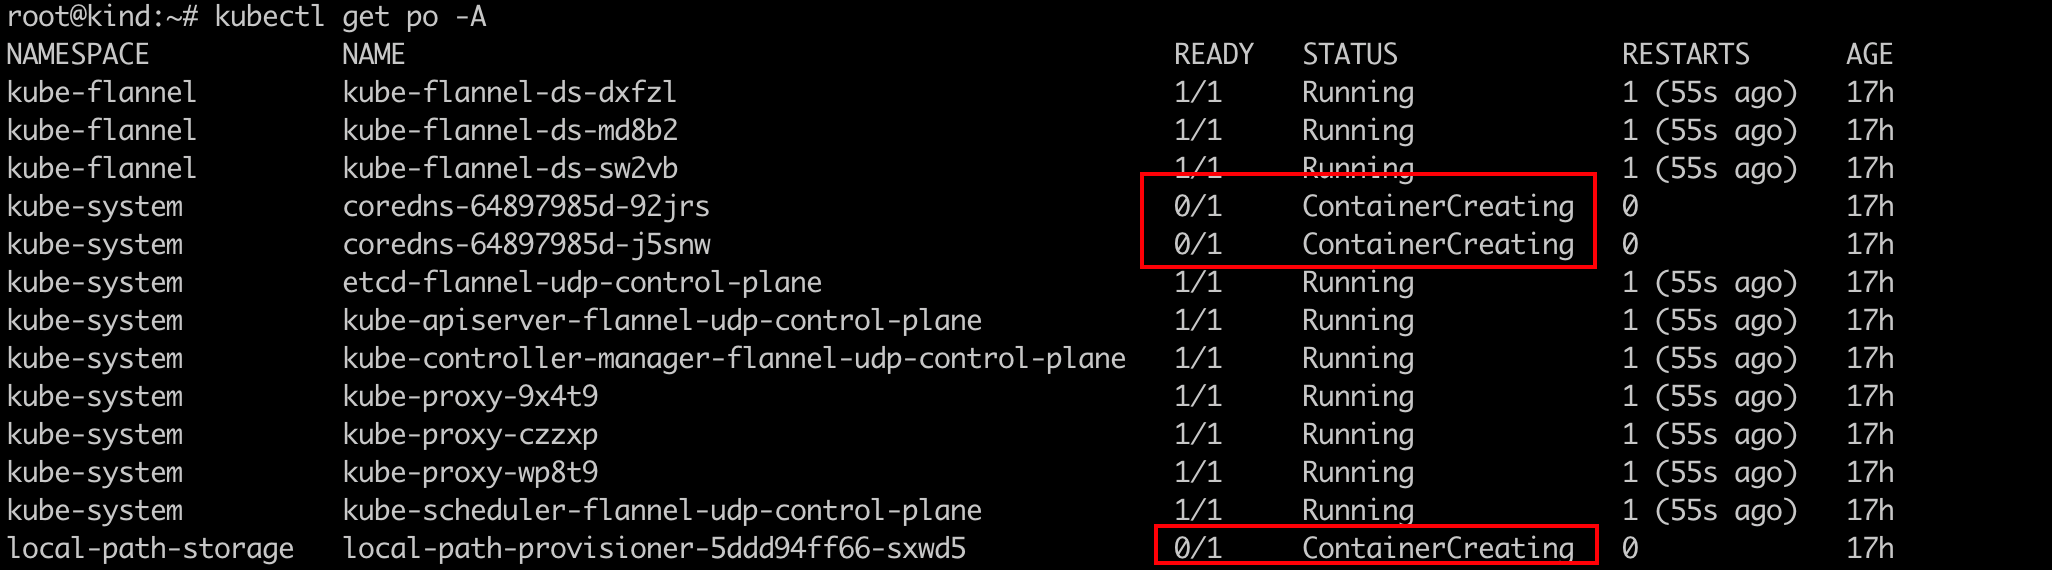 root@kind:~# kubectl get po -A
NAMESPACE NAME READY STATUS RESTARTS AGE
kube-flannel kube-flannel-ds-dxfzl 1/1 Running 1 (55s ago) 17h
kube-flannel kube-flannel-ds-md8b2 1/1 Running 1 (55s ago) 17h
kube-flannel kube-flannel-ds-sw2vb 1/1 Running 1 (55s ago) 17h
kube-system coredns-64897985d-92jrs 0/1 ContainerCreating 0 17h
kube-system coredns-64897985d-j5snw 0/1 ContainerCreating 0 17h
kube-system etcd-flannel-udp-control-plane 1/1 Running 1 (55s ago) 17h
kube-system kube-apiserver-flannel-udp-control-plane 1/1 Running 1 (55s ago) 17h
kube-system kube-controller-manager-flannel-udp-control-plane 1/1 Running 1 (55s ago) 17h
kube-system kube-proxy-9x4t9 1/1 Running 1 (55s ago) 17h
kube-system kube-proxy-czzxp 1/1 Running 1 (55s ago) 17h
kube-system kube-proxy-wp8t9 1/1 Running 1 (55s ago) 17h
kube-system kube-scheduler-flannel-udp-control-plane 1/1 Running 1 (55s ago) 17h
local-path-storage local-path-provisioner-5ddd94ff66-sxwd5 0/1 ContainerCreating 0 17h